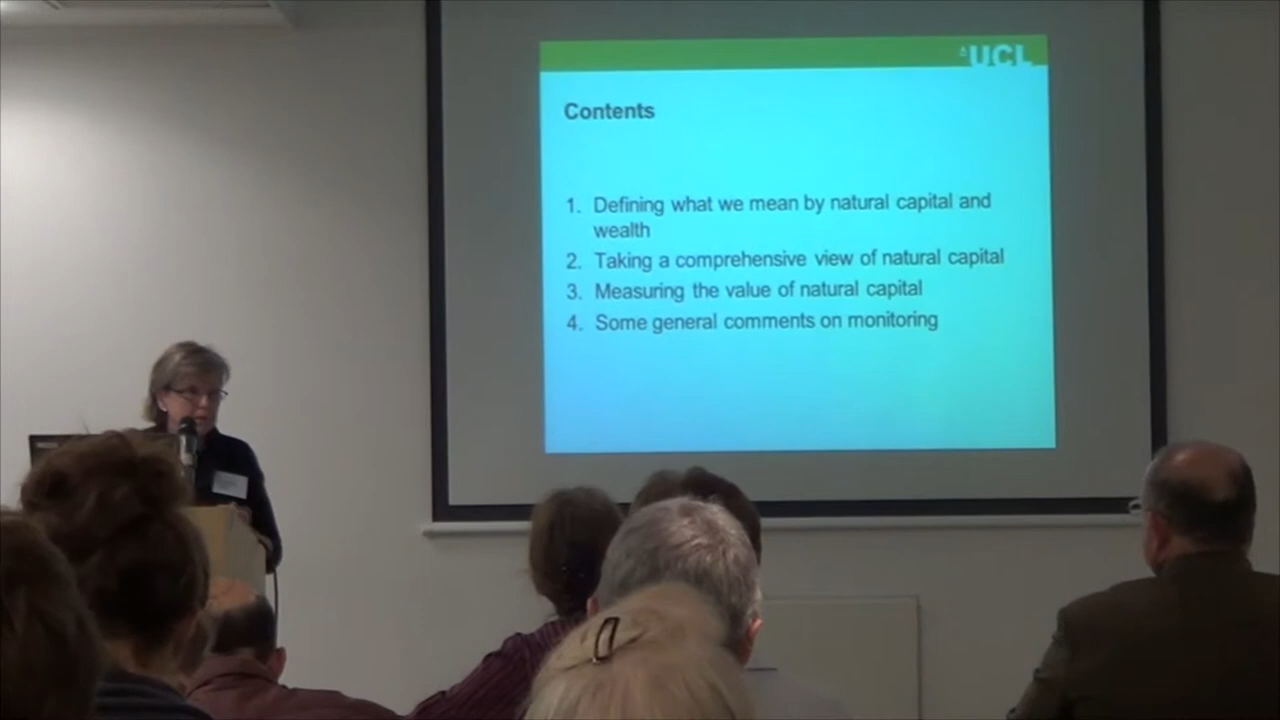 UCL
Contents
1. Defining what we mean by natural capital and
wealth
2. Taking a comprehensive view of natural capital
3. Measuring the value of natural capital
4. Some general comments on monitoring